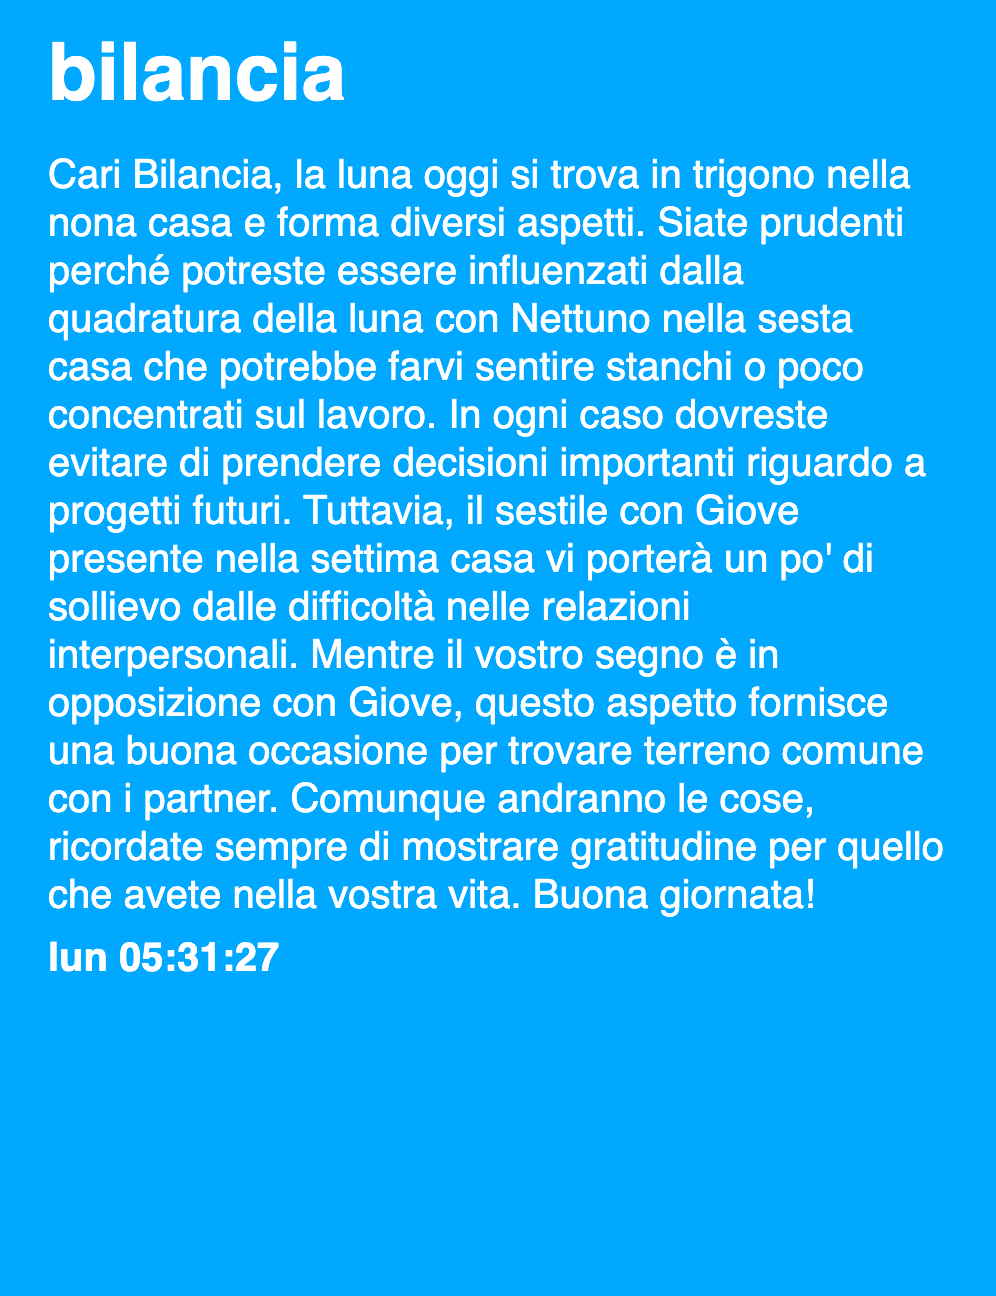 bilancia
Cari Bilancia, la luna oggi si trova in trigono nella
nona casa e forma diversi aspetti. Siate prudenti
perché potreste essere influenzati dalla
quadratura della luna con Nettuno nella sesta
casa che potrebbe farvi sentire stanchi o poco
concentrati sul lavoro. In ogni caso dovreste
evitare di prendere decisioni importanti riguardo a
progetti futuri. Tuttavia, il sestile con Giove
presente nella settima casa vi porterà un po' di
sollievo dalle difficoltà nelle relazioni
interpersonali. Mentre il vostro segno è in
opposizione con Giove, questo aspetto fornisce
una buona occasione per trovare terreno comune
con i partner. Comunque andranno le cose,
ricordate sempre di mostrare gratitudine per quello
che avete nella vostra vita. Buona giornata!
lun 05:31:27